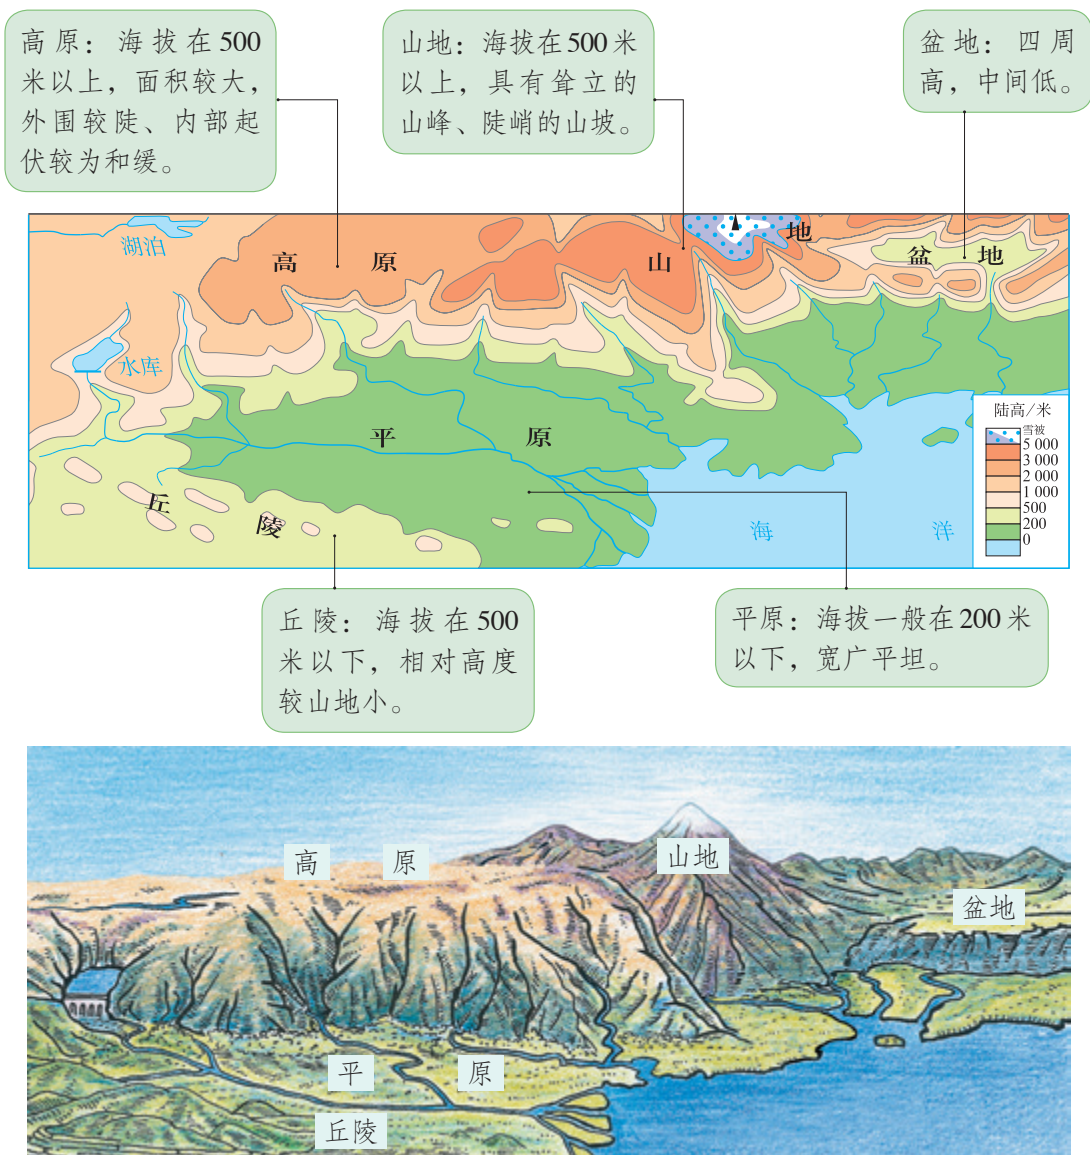 高原：海拔在500
米以上，面积较大，
外围较陡、内部起
伏较为和缓。
山地：海拔在500米
以上，具有耸立的
山峰、陡峭的山坡。
盆地：四周
高，中间低。
湖泊
高原
山地
盆地
水库
平原
丘陵
海洋
陆高/米
雪被
5 000
3 000
2 000
1 000
500
200
0
丘陵：海拔在500
米以下，相对高度
较山地小。
平原：海拔一般在200米
以下，宽广平坦。
高原
山地
盆地
平原
丘陵